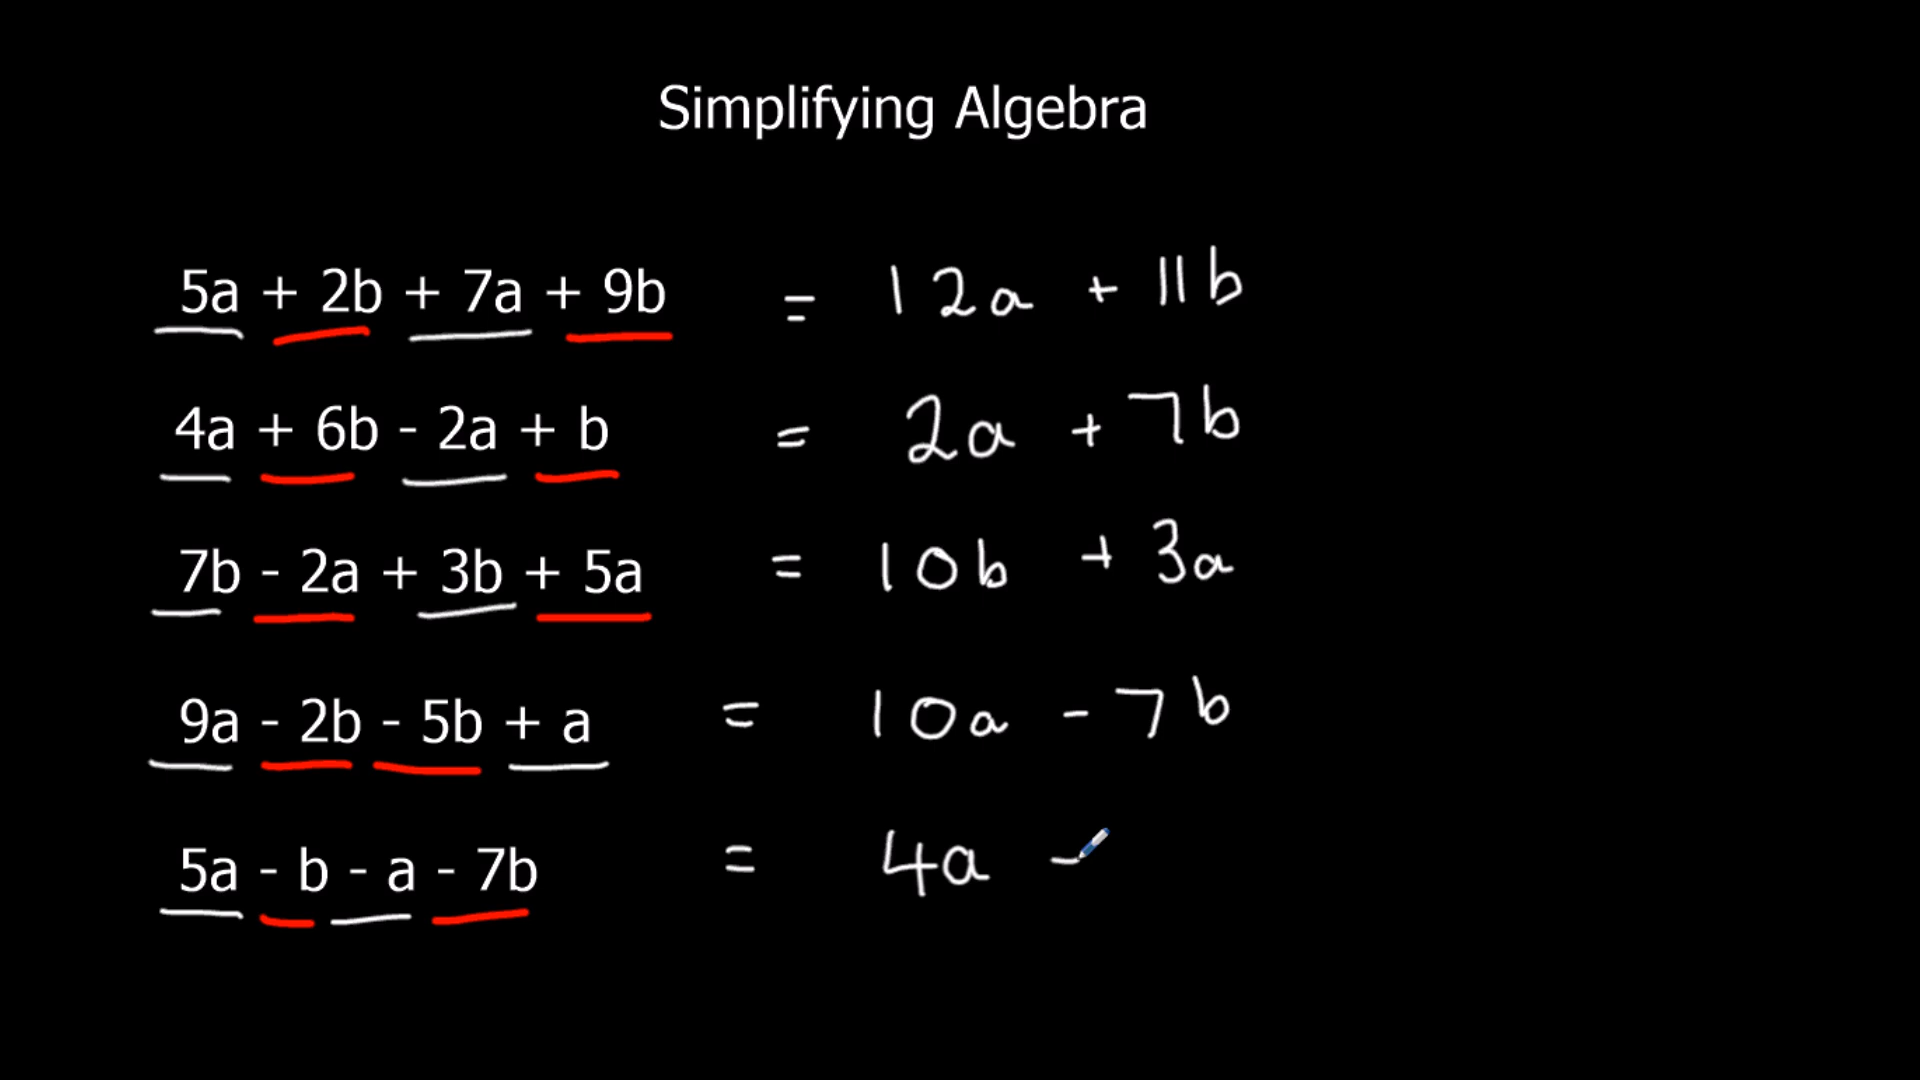 Simplifying Algebra
5a + 2b + 7a + 9b = 12a + 11b
4a + 6b - 2a + b = 2a + 7b
7b - 2a + 3b + 5a = 10b + 3a
9a - 2b - 5b + a = 10a - 7b
5a - b - a - 7b = 4a -